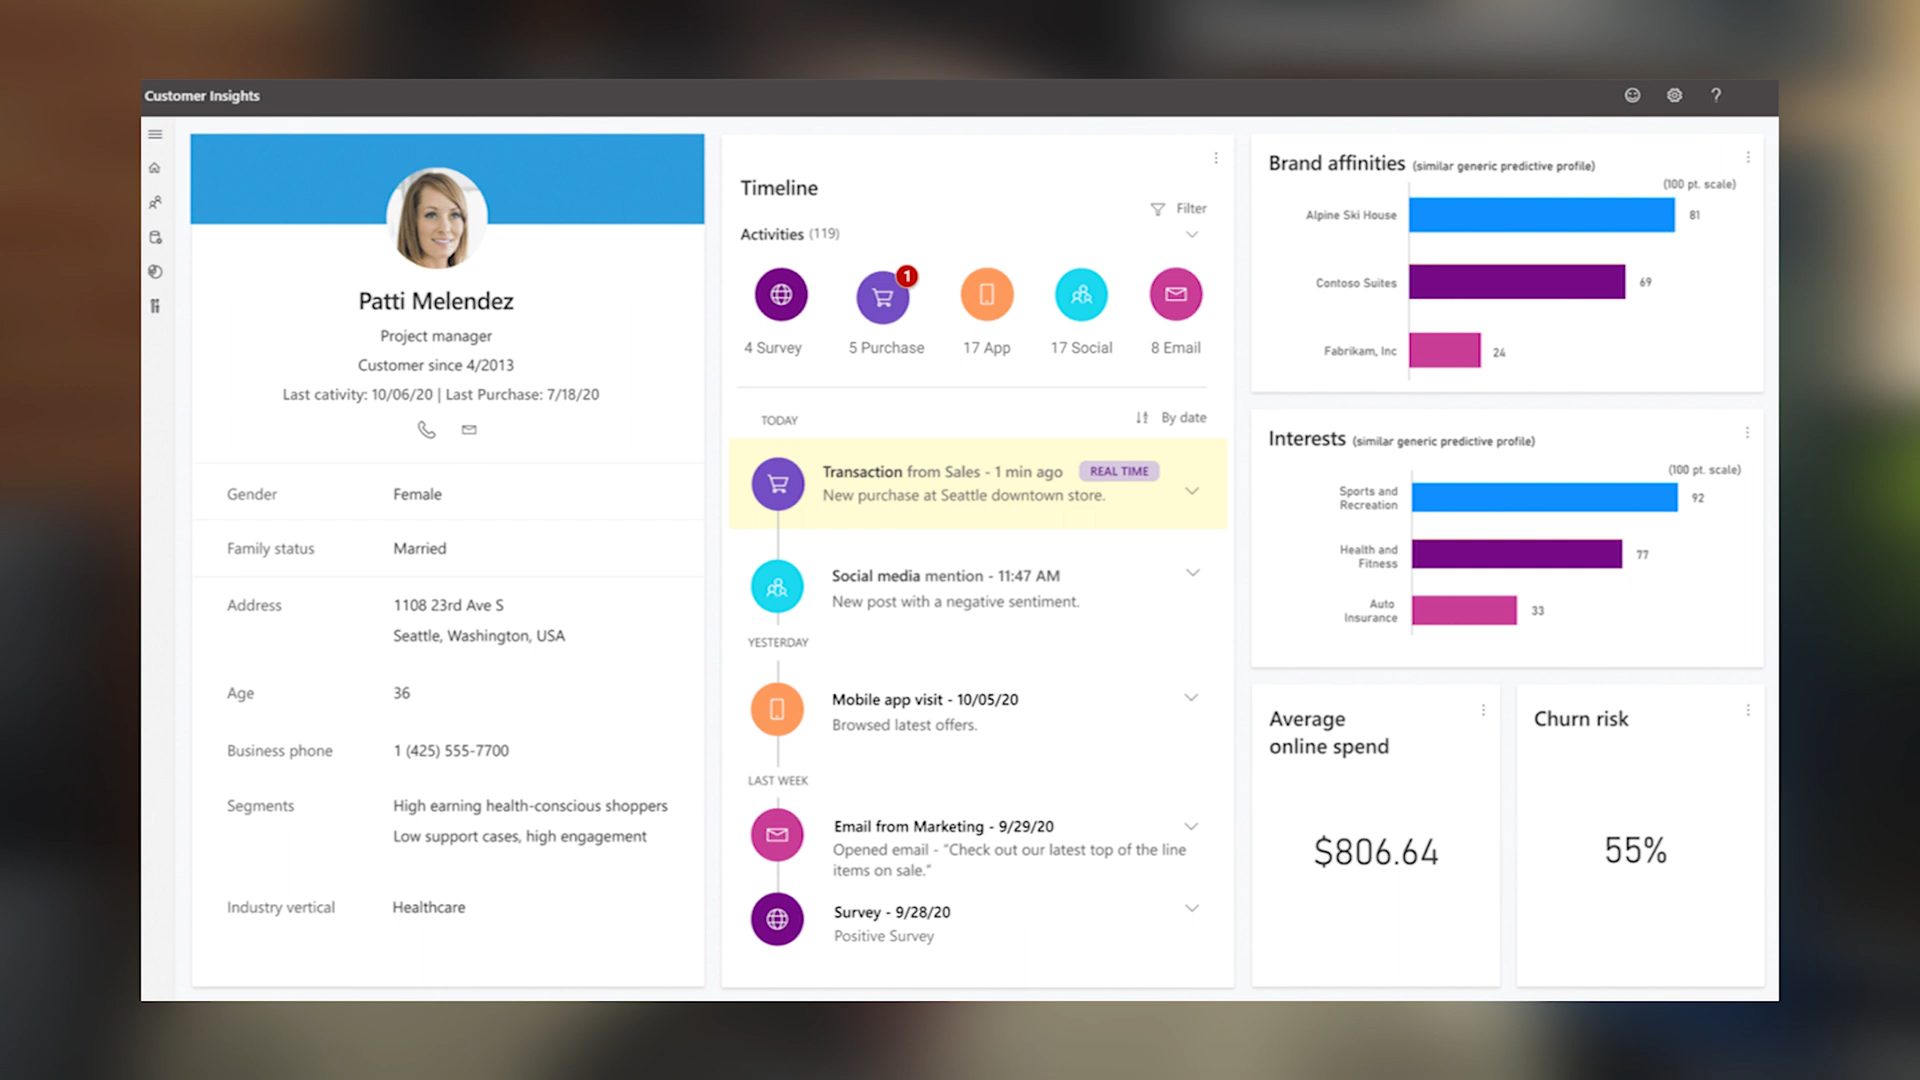 Customer Insights
?
Patti Melendez
Project manager
Customer since 4/2013
Last cativity: 10/06/20 | Last Purchase: 7/18/20
Gender Female
Family status Married
Address 1108 23rd Ave S
Seattle, Washington, USA
Age 36
Business phone 1 (425) 555-7700
Segments High earning health-conscious shoppers
Low support cases, high engagement
Industry vertical Healthcare
Timeline
Filter
Activities (119)
1
4 Survey 5 Purchase 17 App 17 Social 8 Email
TODAY By date
Transaction from Sales - 1 min ago REAL TIME
New purchase at Seattle downtown store.
Social media mention - 11:47 AM
New post with a negative sentiment.
YESTERDAY
Mobile app visit - 10/05/20
Browsed latest offers.
LAST WEEK
Email from Marketing - 9/29/20
Opened email - "Check out our latest top of the line
items on sale."
Survey - 9/28/20
Positive Survey
Brand affinities (similar generic predictive profile)
(100 pt. scale)
Alpine Ski House 81
Contoso Suites 69
Fabrikam, Inc 24
Interests (similar generic predictive profile)
(100 pt. scale)
Sports and
Recreation 92
Health and
Fitness 77
Auto
Insurance 33
Average
online spend
$806.64
Churn risk
55%